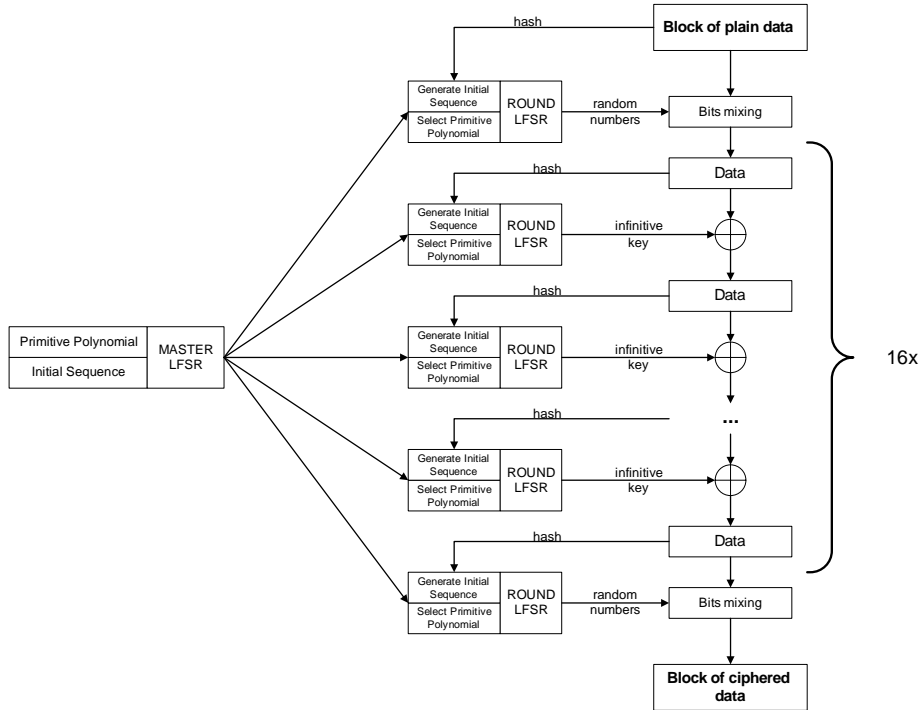 hash
Block of plain data
Generate Initial
Sequence
Select Primitive
Polynomial
ROUND
LFSR
random
numbers
Bits mixing
hash
Data
Generate Initial
Sequence
Select Primitive
Polynomial
ROUND
LFSR
infinitive
key
hash
Data
Primitive Polynomial
Initial Sequence
MASTER
LFSR
Generate Initial
Sequence
Select Primitive
Polynomial
ROUND
LFSR
infinitive
key
16x
hash
...
Generate Initial
Sequence
Select Primitive
Polynomial
ROUND
LFSR
infinitive
key
hash
Data
Generate Initial
Sequence
Select Primitive
Polynomial
ROUND
LFSR
random
numbers
Bits mixing
Block of ciphered
data